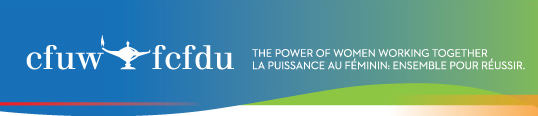 cfuw fcfdu
THE POWER OF WOMEN WORKING TOGETHER
LA PUISSANCE AU FÉMININ: ENSEMBLE POUR RÉUSSIR.